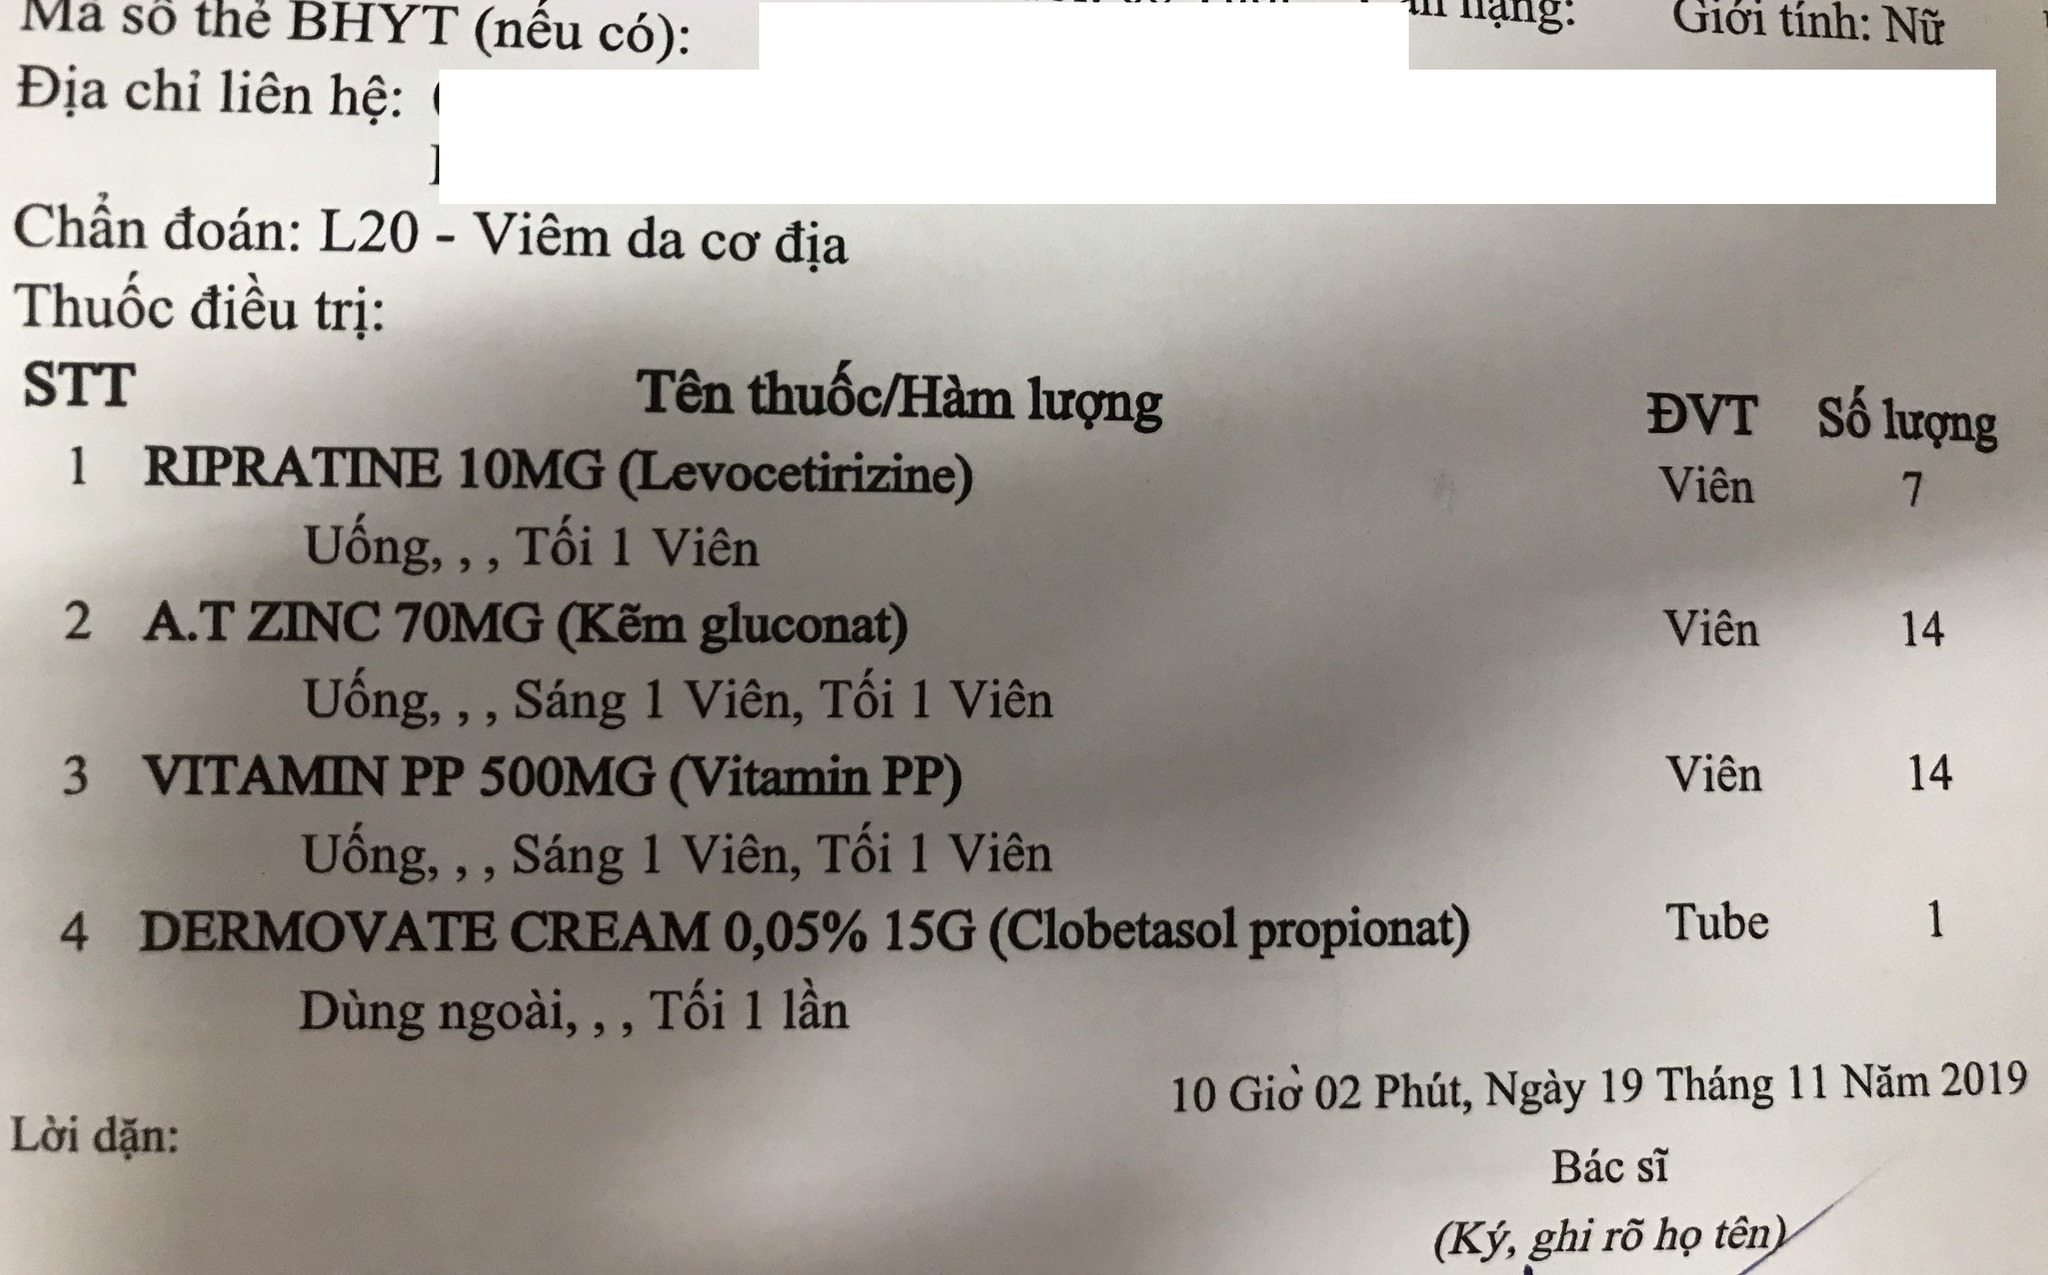 Mã số thẻ BHYT (nếu có):
hạng: Giới tính: Nữ
Địa chỉ liên hệ:
Chẩn đoán: L20 - Viêm da cơ địa
Thuốc điều trị:
STT Tên thuốc/Hàm lượng ĐVT Số lượng
1 RIPRATINE 10MG (Levocetirizine) Viên 7
Uống, , , Tối 1 Viên
2 A.T ZINC 70MG (Kẽm gluconat) Viên 14
Uống, , , Sáng 1 Viên, Tối 1 Viên
3 VITAMIN PP 500MG (Vitamin PP) Viên 14
Uống, , , Sáng 1 Viên, Tối 1 Viên
4 DERMOVATE CREAM 0,05% 15G (Clobetasol propionat) Tube 1
Dùng ngoài, , , Tối 1 lần
10 Giờ 02 Phút, Ngày 19 Tháng 11 Năm 2019
Lời dặn:
Bác sĩ
(Ký, ghi rõ họ tên)